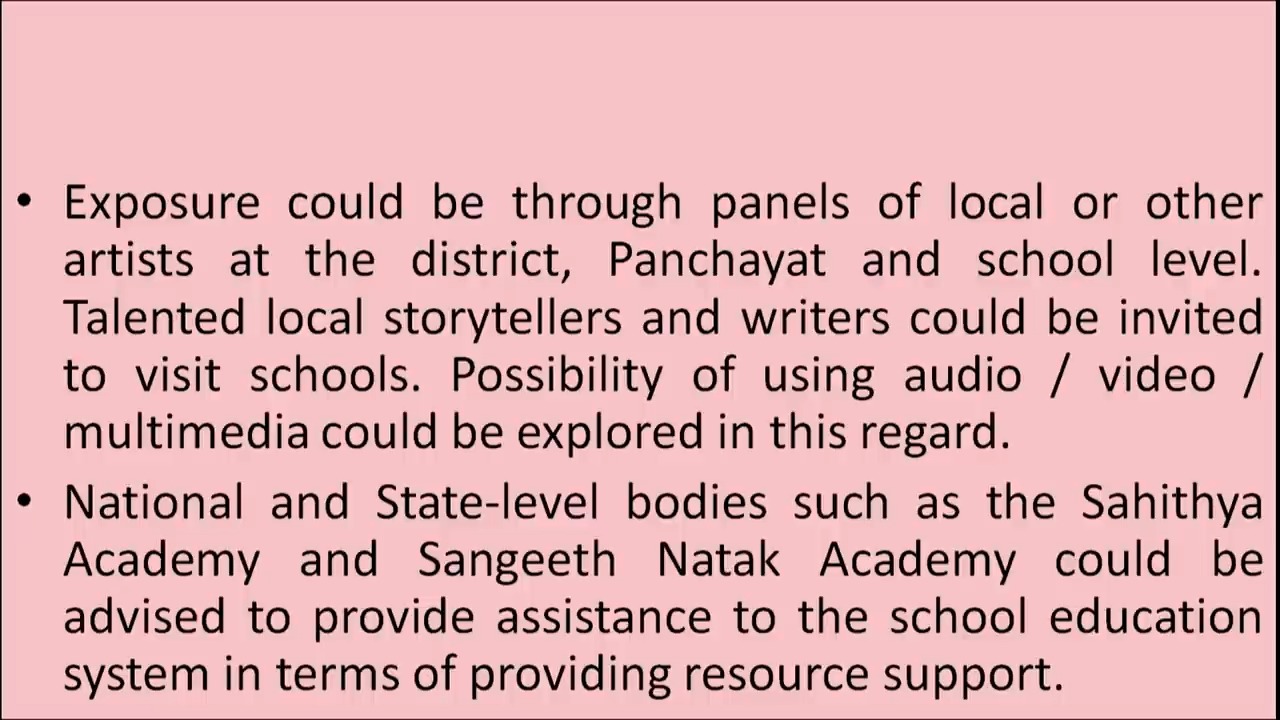 • Exposure could be through panels of local or other
artists at the district, Panchayat and school level.
Talented local storytellers and writers could be invited
to visit schools. Possibility of using audio / video /
multimedia could be explored in this regard.
• National and State-level bodies such as the Sahithya
Academy and Sangeeth Natak Academy could be
advised to provide assistance to the school education
system in terms of providing resource support.